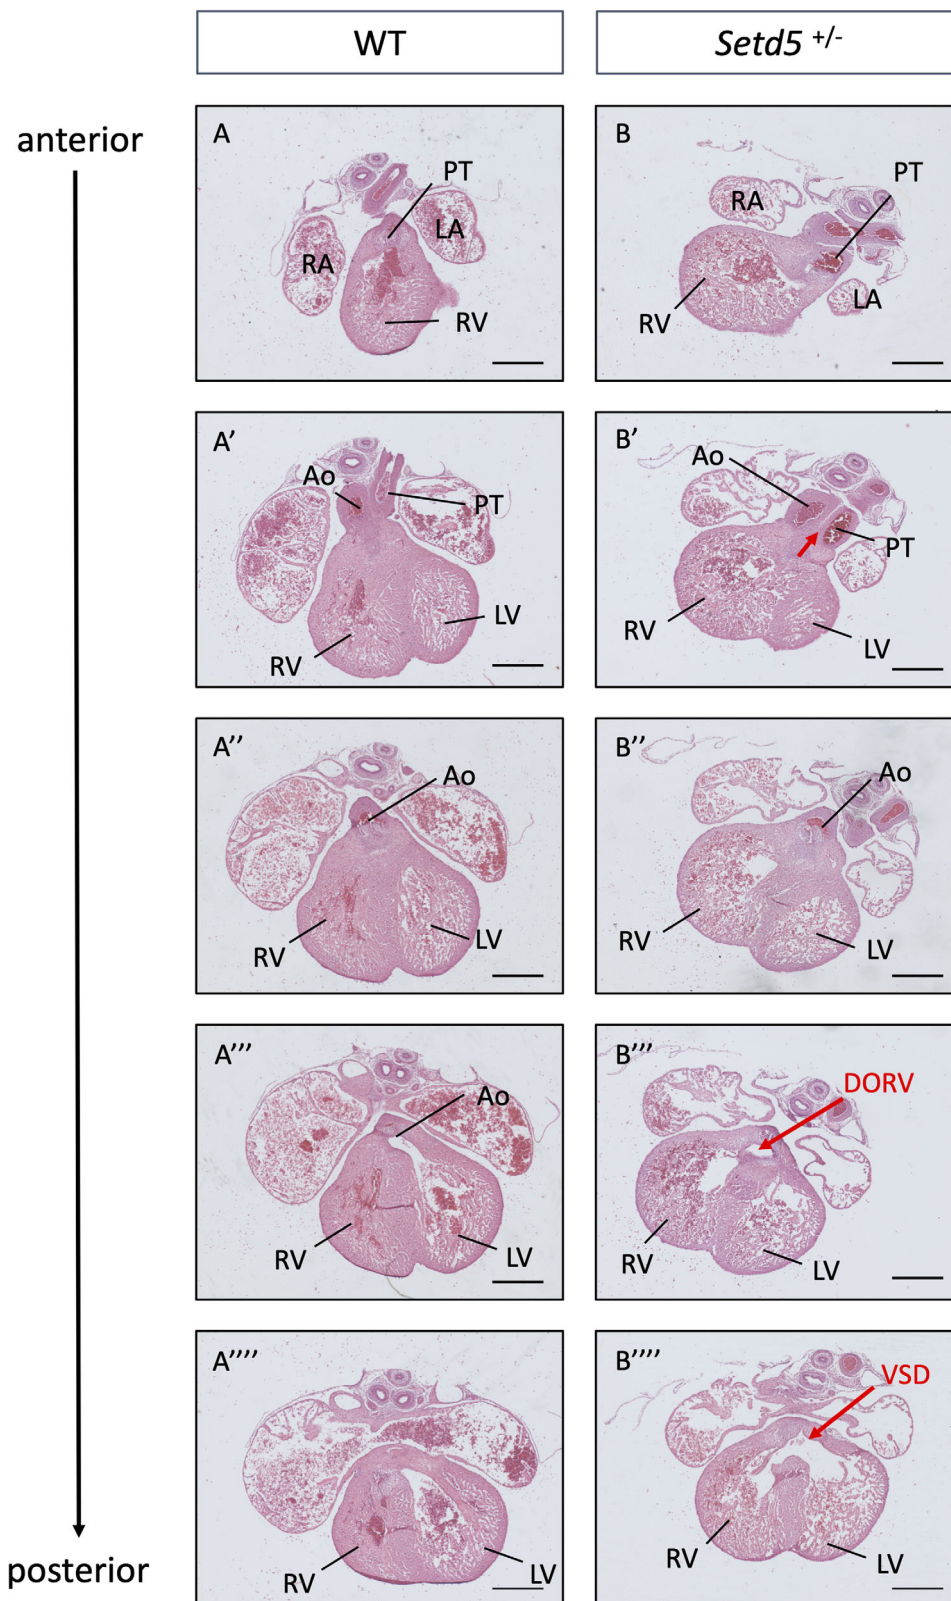 WT
Setd5 +/-
anterior
A
PT
LA
RA
RV
B
PT
RA
LA
RV
A'
Ao
PT
LV
RV
B'
Ao
PT
RV
LV
A''
Ao
LV
RV
B''
Ao
RV
LV
A'''
Ao
RV
LV
B'''
DORV
RV
LV
A''''
RV
LV
B''''
VSD
RV
LV
posterior